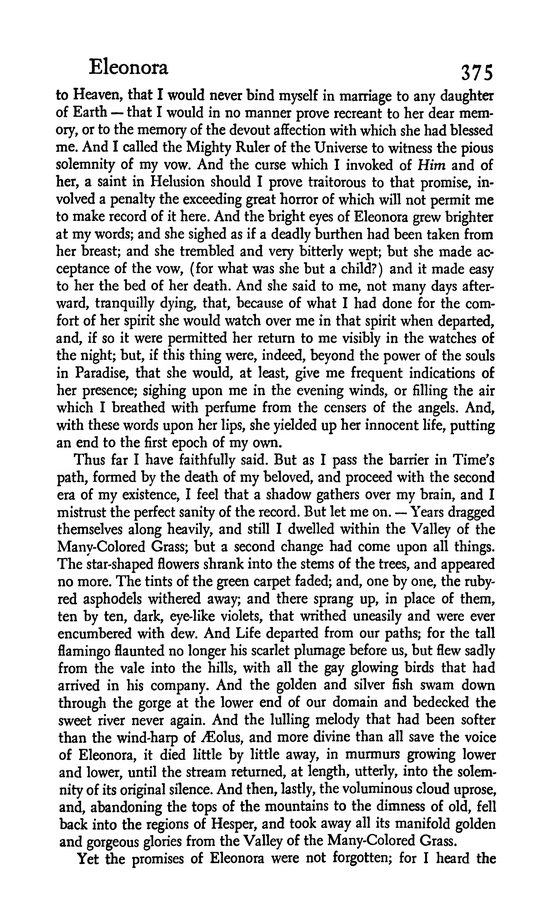 Eleonora 375
to Heaven, that I would never bind myself in marriage to any daughter
of Earth — that I would in no manner prove recreant to her dear mem-
ory, or to the memory of the devout affection with which she had blessed
me. And I called the Mighty Ruler of the Universe to witness the pious
solemnity of my vow. And the curse which I invoked of Him and of
her, a saint in Helusion should I prove traitorous to that promise, in-
volved a penalty the exceeding great horror of which will not permit me
to make record of it here. And the bright eyes of Eleonora grew brighter
at my words; and she sighed as if a deadly burthen had been taken from
her breast; and she trembled and very bitterly wept; but she made ac-
ceptance of the vow, (for what was she but a child?) and it made easy
to her the bed of her death. And she said to me, not many days after-
ward, tranquilly dying, that, because of what I had done for the com-
fort of her spirit she would watch over me in that spirit when departed,
and, if so it were permitted her return to me visibly in the watches of
the night; but, if this thing were, indeed, beyond the power of the souls
in Paradise, that she would, at least, give me frequent indications of
her presence; sighing upon me in the evening winds, or filling the air
which I breathed with perfume from the censers of the angels. And,
with these words upon her lips, she yielded up her innocent life, putting
an end to the first epoch of my own.
Thus far I have faithfully said. But as I pass the barrier in Time's
path, formed by the death of my beloved, and proceed with the second
era of my existence, I feel that a shadow gathers over my brain, and I
mistrust the perfect sanity of the record. But let me on. — Years dragged
themselves along heavily, and still I dwelled within the Valley of the
Many-Colored Grass; but a second change had come upon all things.
The star-shaped flowers shrank into the stems of the trees, and appeared
no more. The tints of the green carpet faded; and, one by one, the ruby-
red asphodels withered away; and there sprang up, in place of them,
ten by ten, dark, eye-like violets, that writhed uneasily and were ever
encumbered with dew. And Life departed from our paths; for the tall
flamingo flaunted no longer his scarlet plumage before us, but flew sadly
from the vale into the hills, with all the gay glowing birds that had
arrived in his company. And the golden and silver fish swam down
through the gorge at the lower end of our domain and bedecked the
sweet river never again. And the lulling melody that had been softer
than the wind-harp of Æolus, and more divine than all save the voice
of Eleonora, it died little by little away, in murmurs growing lower
and lower, until the stream returned, at length, utterly, into the solem-
nity of its original silence. And then, lastly, the voluminous cloud uprose,
and, abandoning the tops of the mountains to the dimness of old, fell
back into the regions of Hesper, and took away all its manifold golden
and gorgeous glories from the Valley of the Many-Colored Grass.
Yet the promises of Eleonora were not forgotten; for I heard the